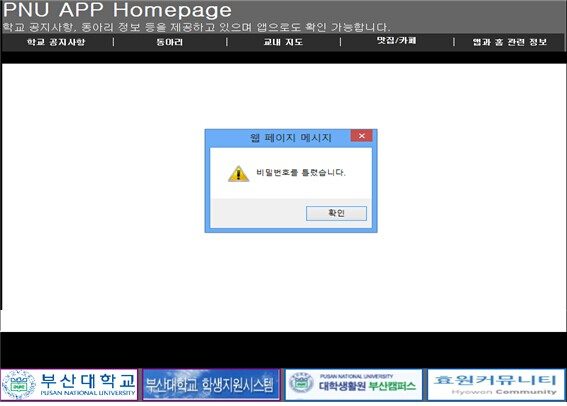 PNU APP Homepage
학교 공지사항, 동아리 정보 등을 제공하고 있으며 앱으로도 확인 가능합니다.
학교 공지사항 | 동아리 | 교내 지도 | 맛집/카페 | 앱과 홈 관련 정보
웹 페이지 메시지
비밀번호를 틀렸습니다.
확인
부산대학교
PUSAN NATIONAL UNIVERSITY
부산대학교 학생지원시스템
PUSAN NATIONAL UNIVERSITY
대학생활원 부산캠퍼스
효원커뮤니티
Hyowon Community